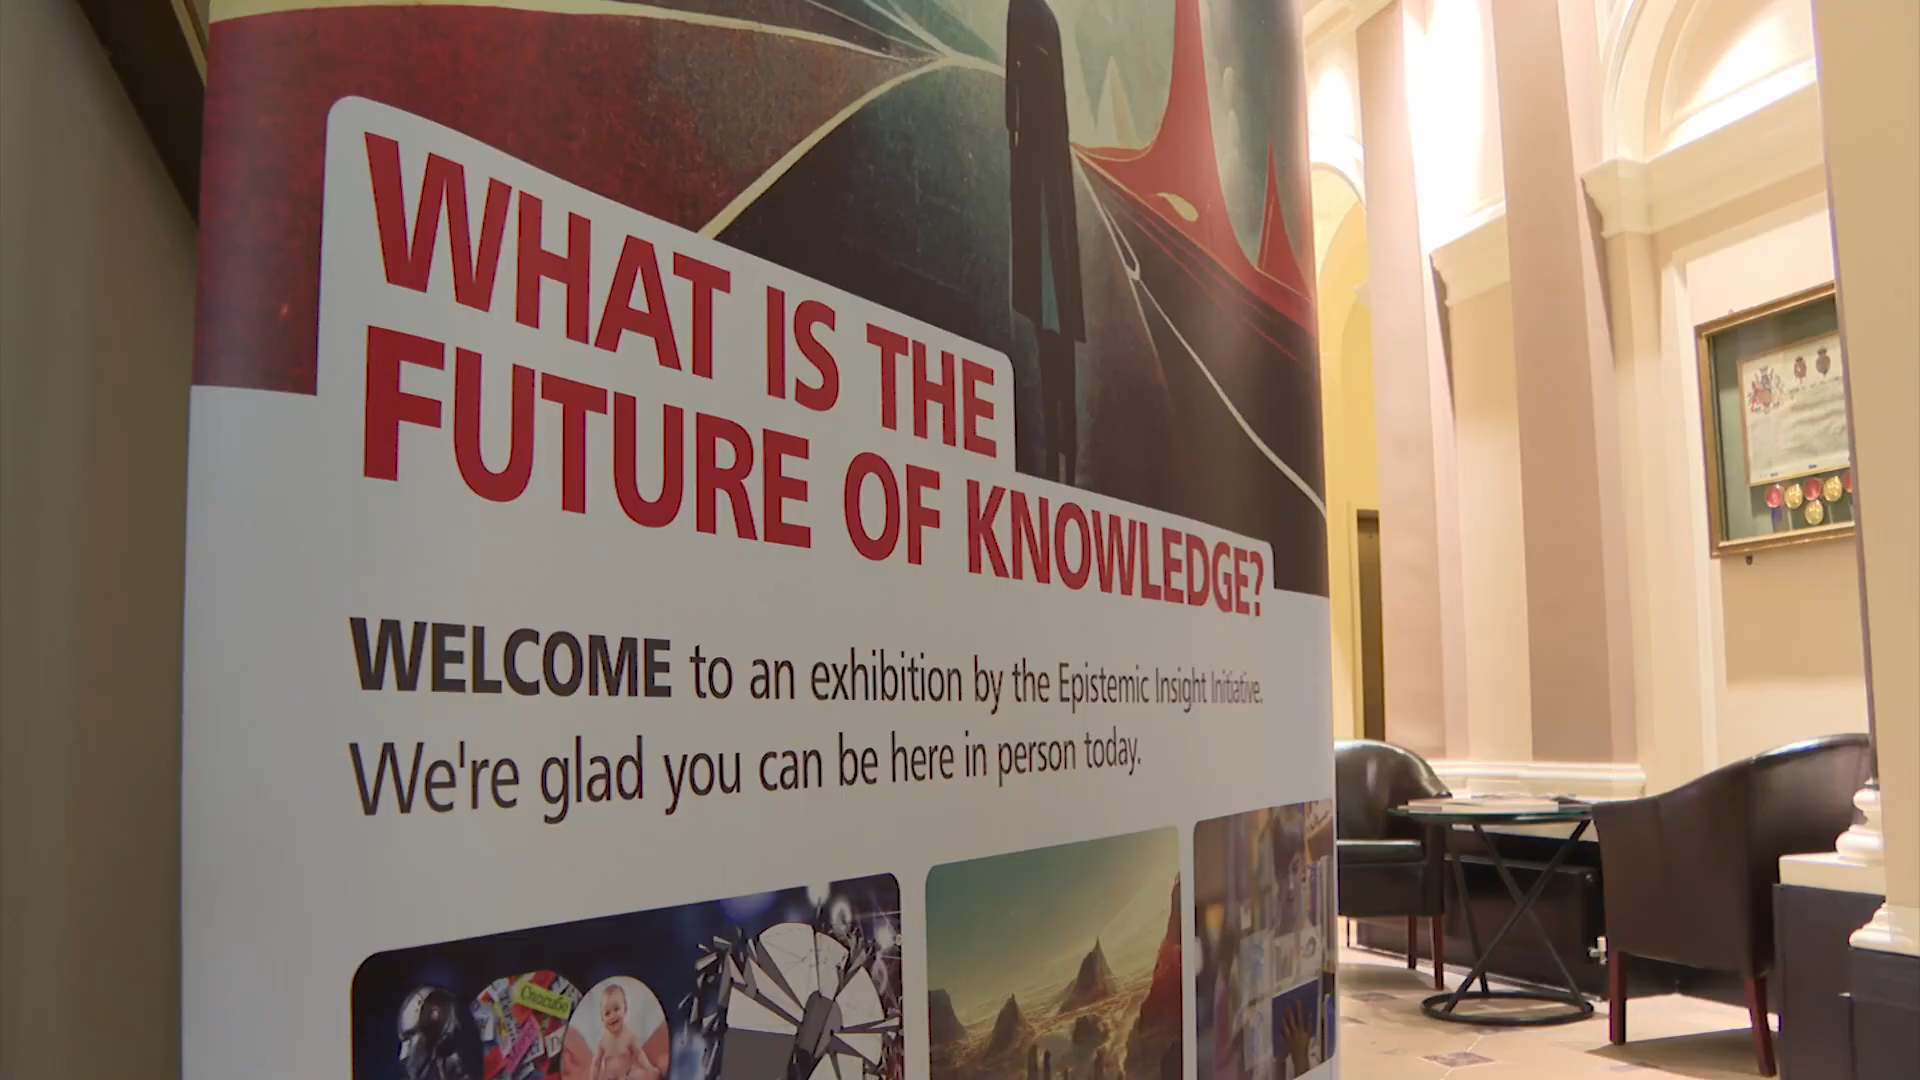 WHAT IS THE
FUTURE OF KNOWLEDGE?
WELCOME to an exhibition by the Epistemic Insight Initiative.
We're glad you can be here in person today.
Спасибо